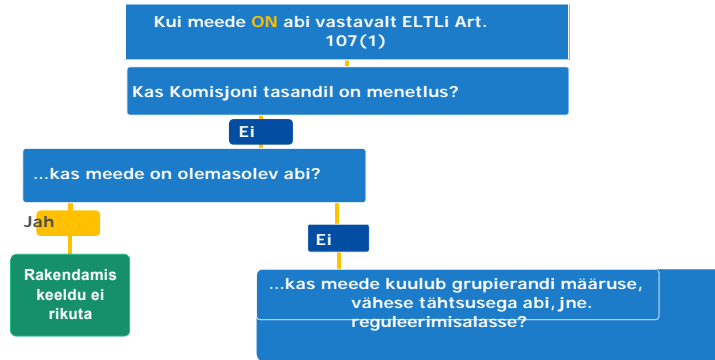 Kui meede ON abi vastavalt ELTLi Art.
107(1)
Kas Komisjoni tasandil on menetlus?
Ei
...kas meede on olemasolev abi?
Jah
Ei
Rakendamis
keeldu ei
rikuta
...kas meede kuulub grupierandi määruse,
vähese tähtsusega abi, jne.
reguleerimisalasse?